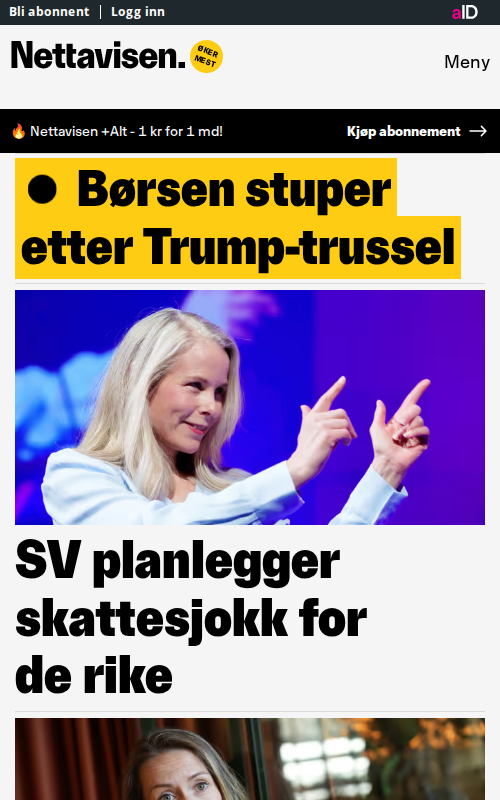 Bli abonnent | Logg inn
aID
Nettavisen.
ØKER
MEST
Meny
🔥 Nettavisen +Alt - 1 kr for 1 md!
Kjøp abonnement →
● Børsen stuper
etter Trump-trussel
SV planlegger
skattesjokk for
de rike